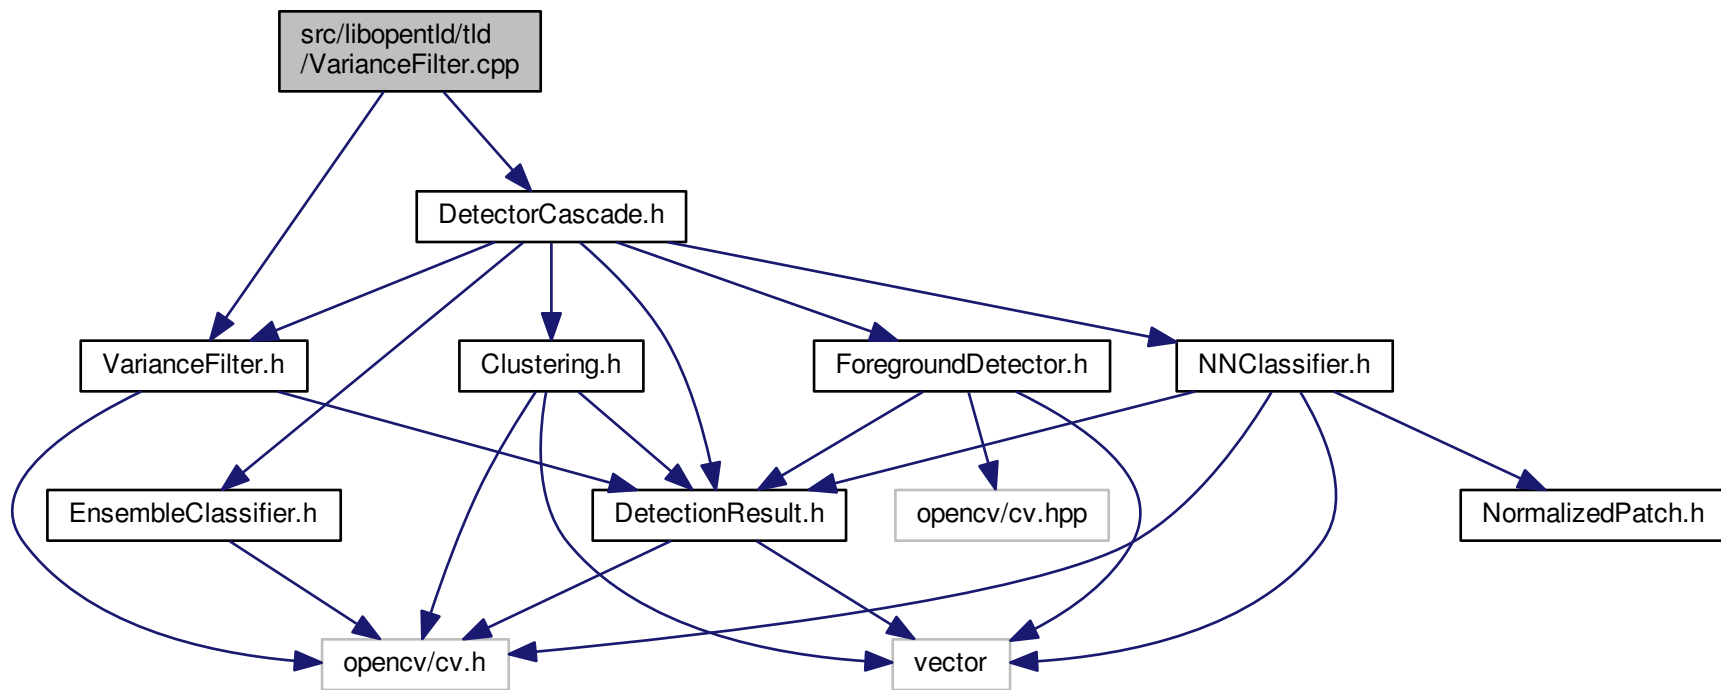 src/libopentld/tld
/VarianceFilter.cpp
DetectorCascade.h
VarianceFilter.h
Clustering.h
ForegroundDetector.h
NNClassifier.h
EnsembleClassifier.h
DetectionResult.h
opencv/cv.hpp
NormalizedPatch.h
opencv/cv.h
vector